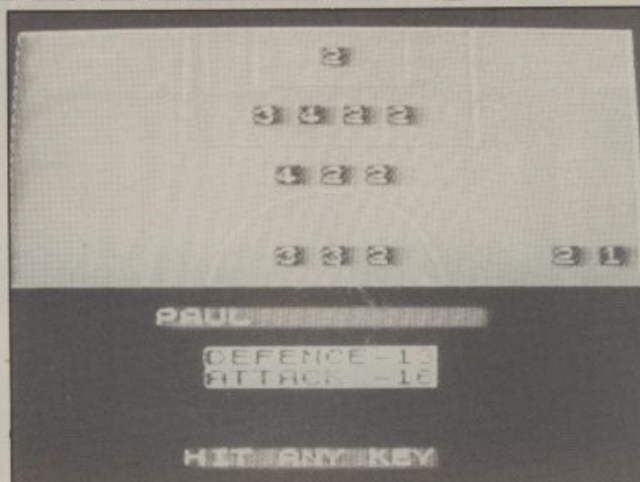 2
3 4 2 2
4 2 2
3 3 2 2 1
PAUL
DEFENCE-13
ATTACK -16
HIT ANY KEY